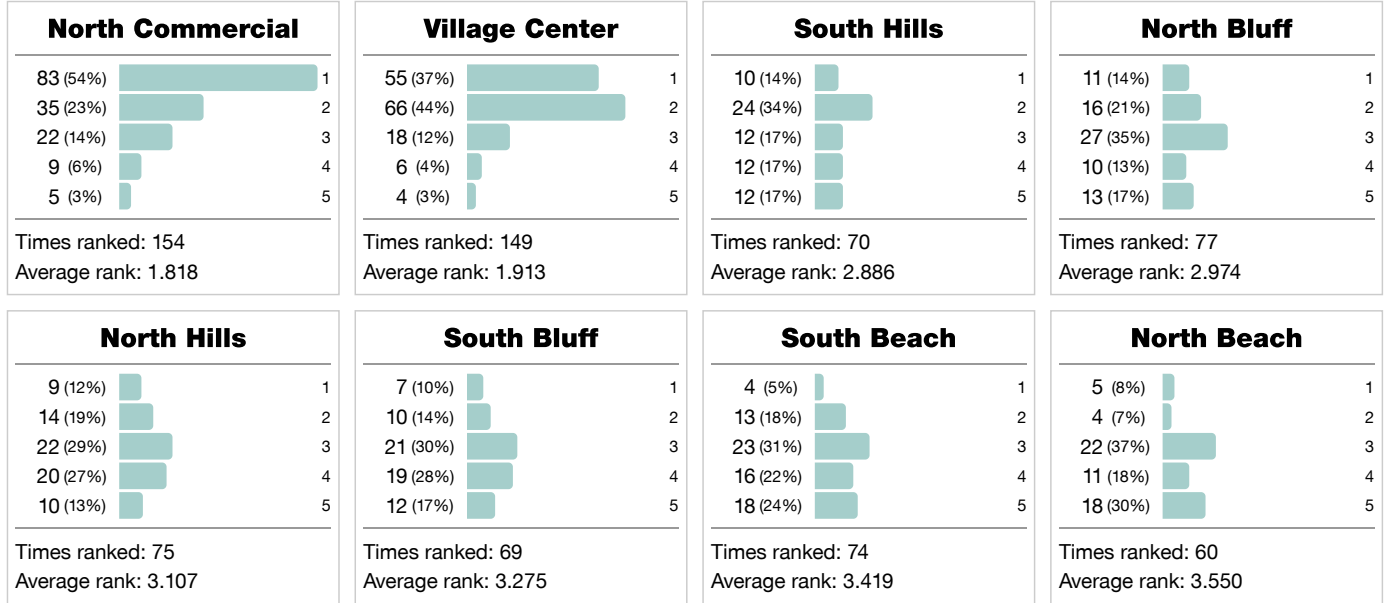 North Commercial
83 (54%) 1
35 (23%) 2
22 (14%) 3
9 (6%) 4
5 (3%) 5
Times ranked: 154
Average rank: 1.818
Village Center
55 (37%) 1
66 (44%) 2
18 (12%) 3
6 (4%) 4
4 (3%) 5
Times ranked: 149
Average rank: 1.913
South Hills
10 (14%) 1
24 (34%) 2
12 (17%) 3
12 (17%) 4
12 (17%) 5
Times ranked: 70
Average rank: 2.886
North Bluff
11 (14%) 1
16 (21%) 2
27 (35%) 3
10 (13%) 4
13 (17%) 5
Times ranked: 77
Average rank: 2.974
North Hills
9 (12%) 1
14 (19%) 2
22 (29%) 3
20 (27%) 4
10 (13%) 5
Times ranked: 75
Average rank: 3.107
South Bluff
7 (10%) 1
10 (14%) 2
21 (30%) 3
19 (28%) 4
12 (17%) 5
Times ranked: 69
Average rank: 3.275
South Beach
4 (5%) 1
13 (18%) 2
23 (31%) 3
16 (22%) 4
18 (24%) 5
Times ranked: 74
Average rank: 3.419
North Beach
5 (8%) 1
4 (7%) 2
22 (37%) 3
11 (18%) 4
18 (30%) 5
Times ranked: 60
Average rank: 3.550